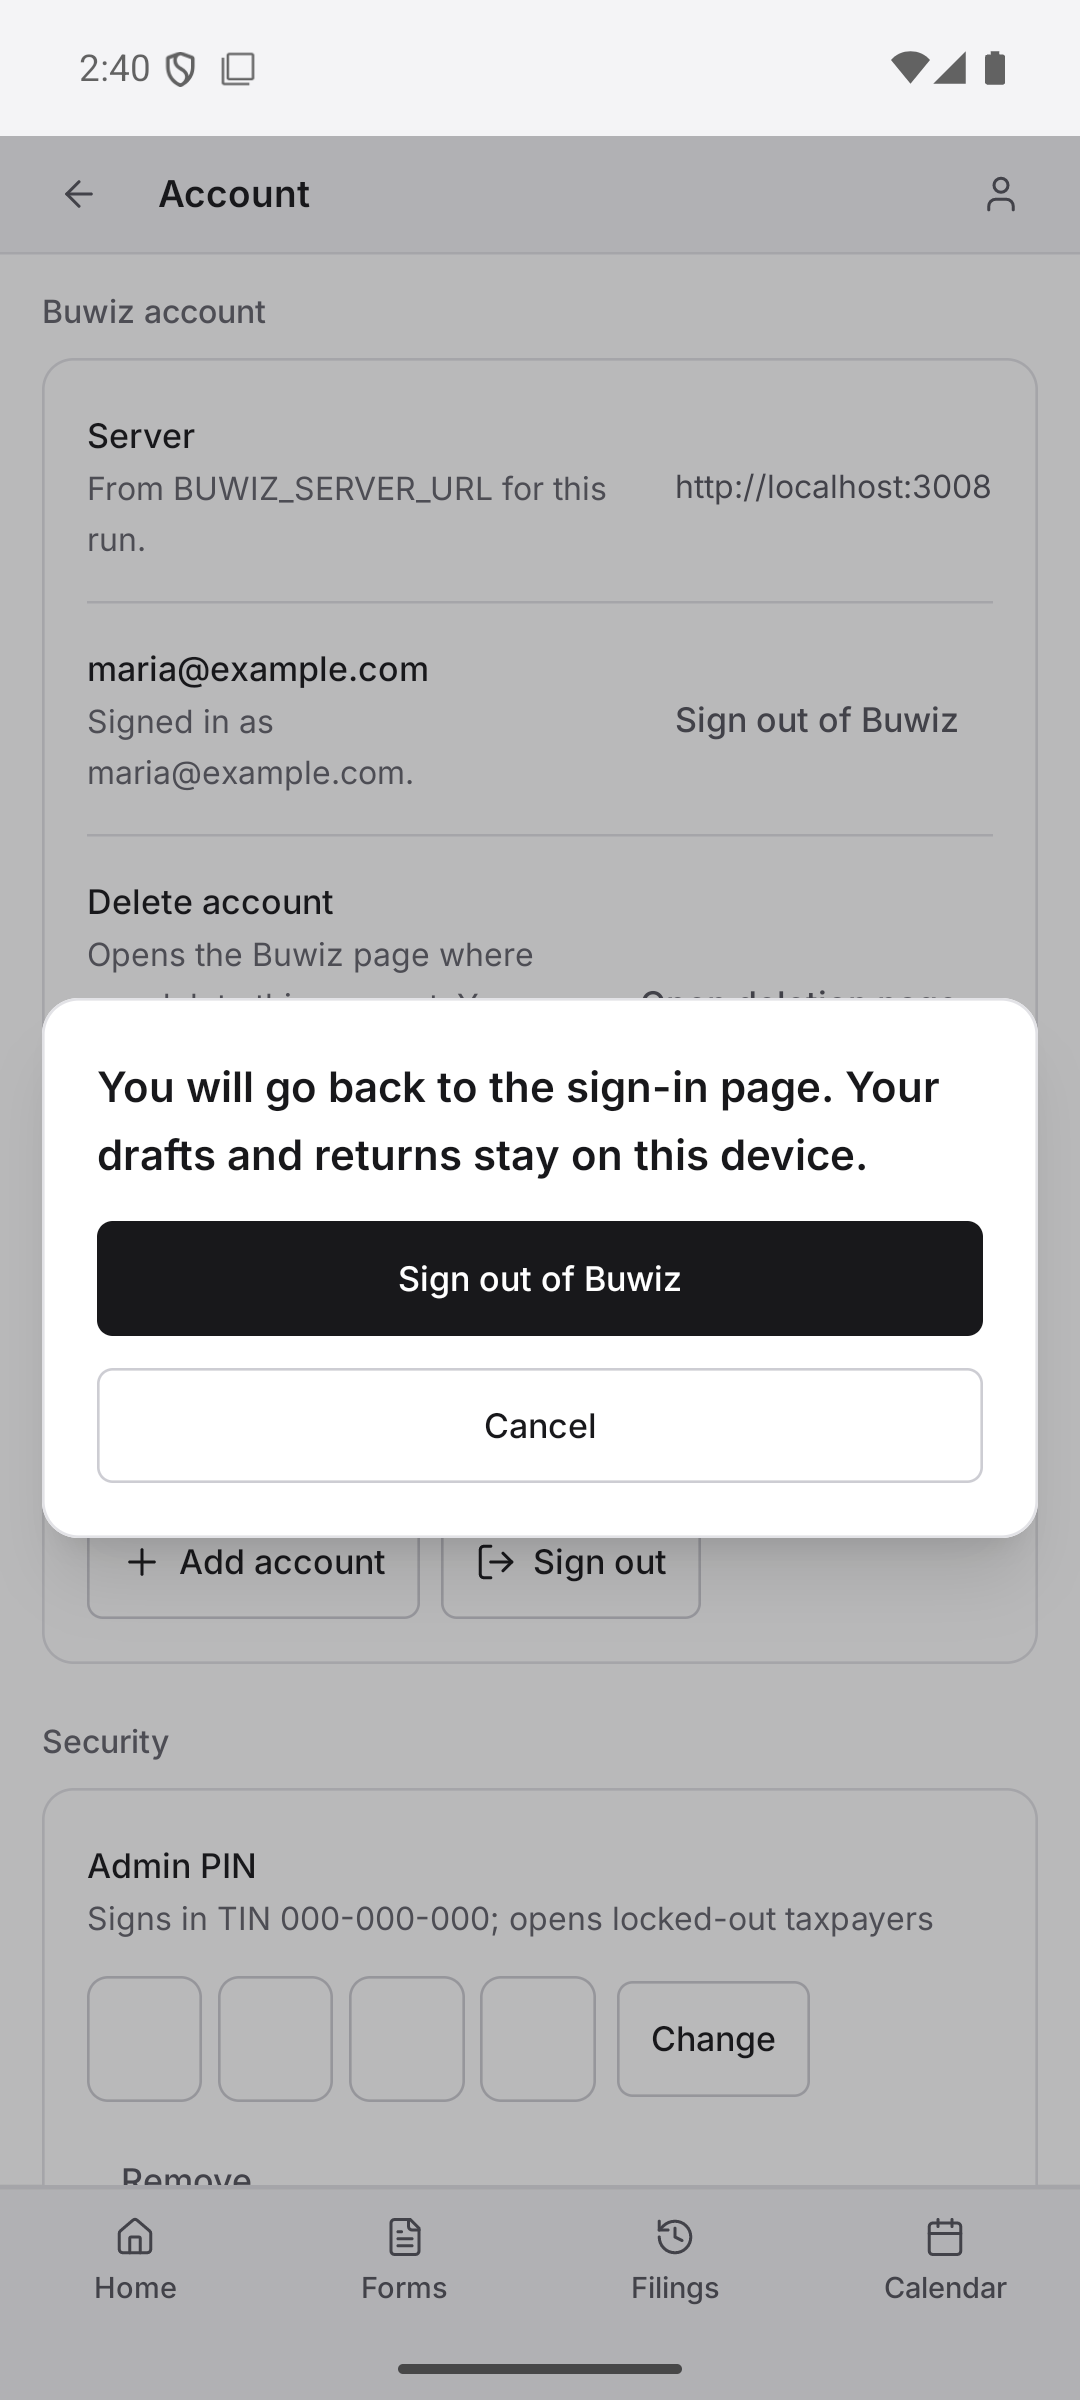 2:40
Account
Buwiz account
Server
From BUWIZ_SERVER_URL for this
run.
http://localhost:3008
maria@example.com
Signed in as
maria@example.com.
Sign out of Buwiz
Delete account
Opens the Buwiz page where
You will go back to the sign-in page. Your
drafts and returns stay on this device.
Sign out of Buwiz
Cancel
Add account
Sign out
Security
Admin PIN
Signs in TIN 000-000-000; opens locked-out taxpayers
Change
Remove
Home
Forms
Filings
Calendar